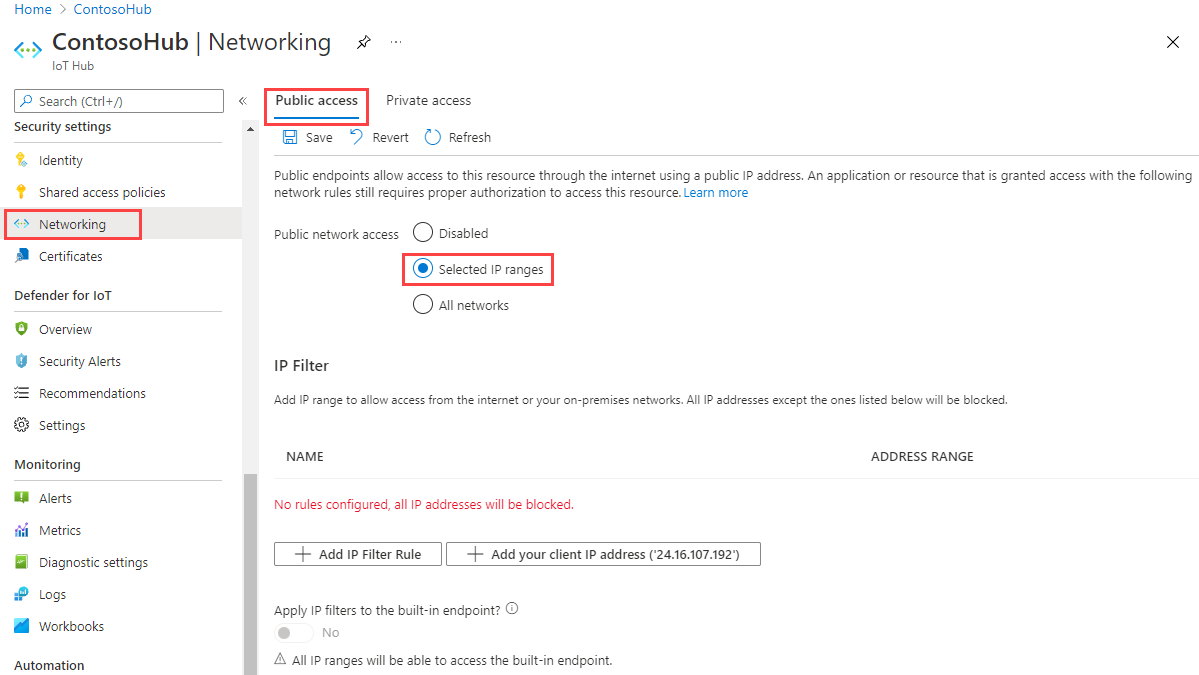 Home > ContosoHub
ContosoHub | Networking ...
IoT Hub
Search (Ctrl+/)
«
Security settings
Identity
Shared access policies
Networking
Certificates
Defender for IoT
Overview
Security Alerts
Recommendations
Settings
Monitoring
Alerts
Metrics
Diagnostic settings
Logs
Workbooks
Automation
Public access Private access
Save Revert Refresh
Public endpoints allow access to this resource through the internet using a public IP address. An application or resource that is granted access with the following
network rules still requires proper authorization to access this resource. Learn more
Public network access Disabled
Selected IP ranges
All networks
IP Filter
Add IP range to allow access from the internet or your on-premises networks. All IP addresses except the ones listed below will be blocked.
NAME ADDRESS RANGE
No rules configured, all IP addresses will be blocked.
+ Add IP Filter Rule + Add your client IP address ('24.16.107.192')
Apply IP filters to the built-in endpoint?
No
All IP ranges will be able to access the built-in endpoint.